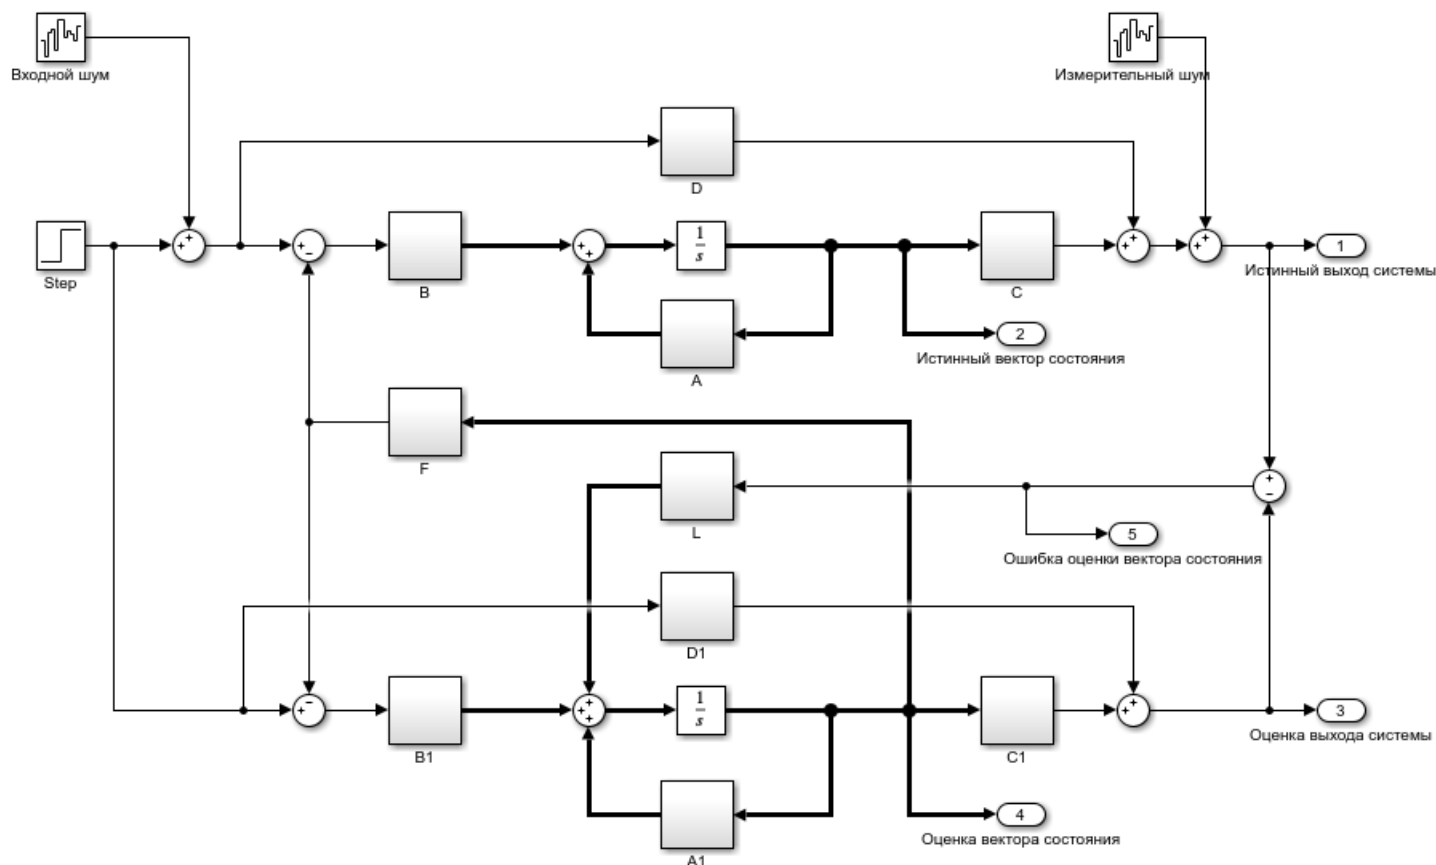 Входной шум
Измерительный шум
D
Step
B
1
s
C
1
Истинный выход системы
A
2
Истинный вектор состояния
F
L
5
Ошибка оценки вектора состояния
D1
B1
1
s
C1
3
Оценка выхода системы
A1
4
Оценка вектора состояния